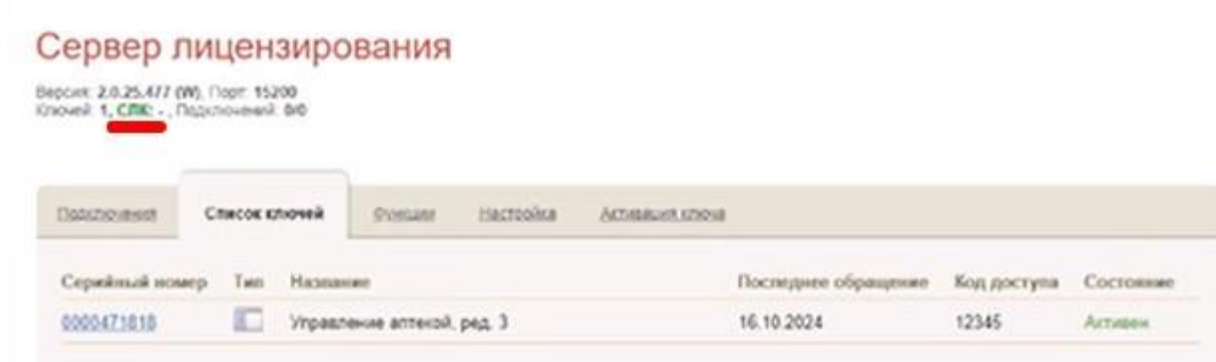 Сервер лицензирования
Версия: 2.0.25.477 (W), Порт: 15200
Ключей: 1, СЛК: - , Подключений: 0/0
Подключения Список ключей Функции Настройка Активация ключа
Серийный номер Тип Название Последнее обращение Код доступа Состояние
0000471818 Управление аптекой, ред. 3 16.10.2024 12345 Активен